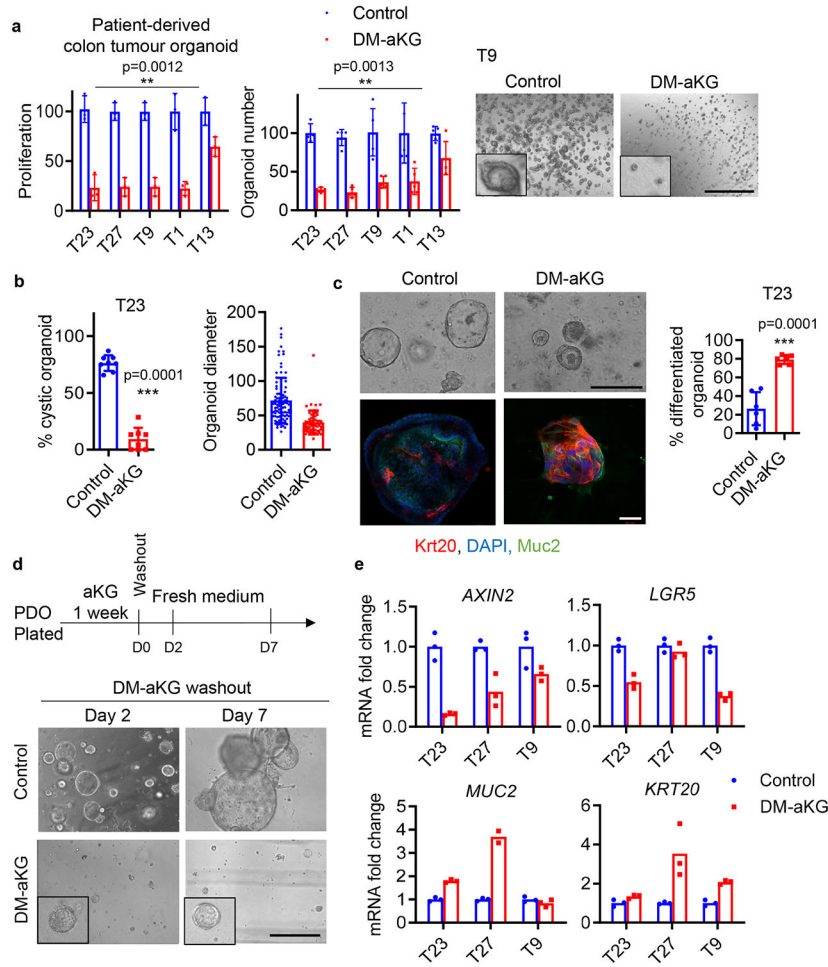 a
Patient-derived
colon tumour organoid
Control
DM-aKG
p=0.0012
**
Proliferation
100
50
0
T23
T27
T9
T1
T13
p=0.0013
**
Organoid number
150
100
50
0
T23
T27
T9
T1
T13
T9
Control
DM-aKG
b
T23
% cystic organoid
100
50
0
p=0.0001
***
Control
DM-aKG
Organoid diameter
200
150
100
50
0
Control
DM-aKG
c
Control
DM-aKG
Krt20, DAPI, Muc2
T23
p=0.0001
***
% differentiated
organoid
100
80
60
40
20
0
Control
DM-aKG
d
PDO
Plated
aKG
1 week
Washout
Fresh medium
D0
D2
D7
DM-aKG washout
Day 2
Day 7
Control
DM-aKG
e
AXIN2
mRNA fold change
1.5
1.0
0.5
0.0
T23
T27
T9
LGR5
1.5
1.0
0.5
0.0
T23
T27
T9
Control
DM-aKG
MUC2
mRNA fold change
5
4
3
2
1
0
T23
T27
T9
KRT20
6
4
2
0
T23
T27
T9